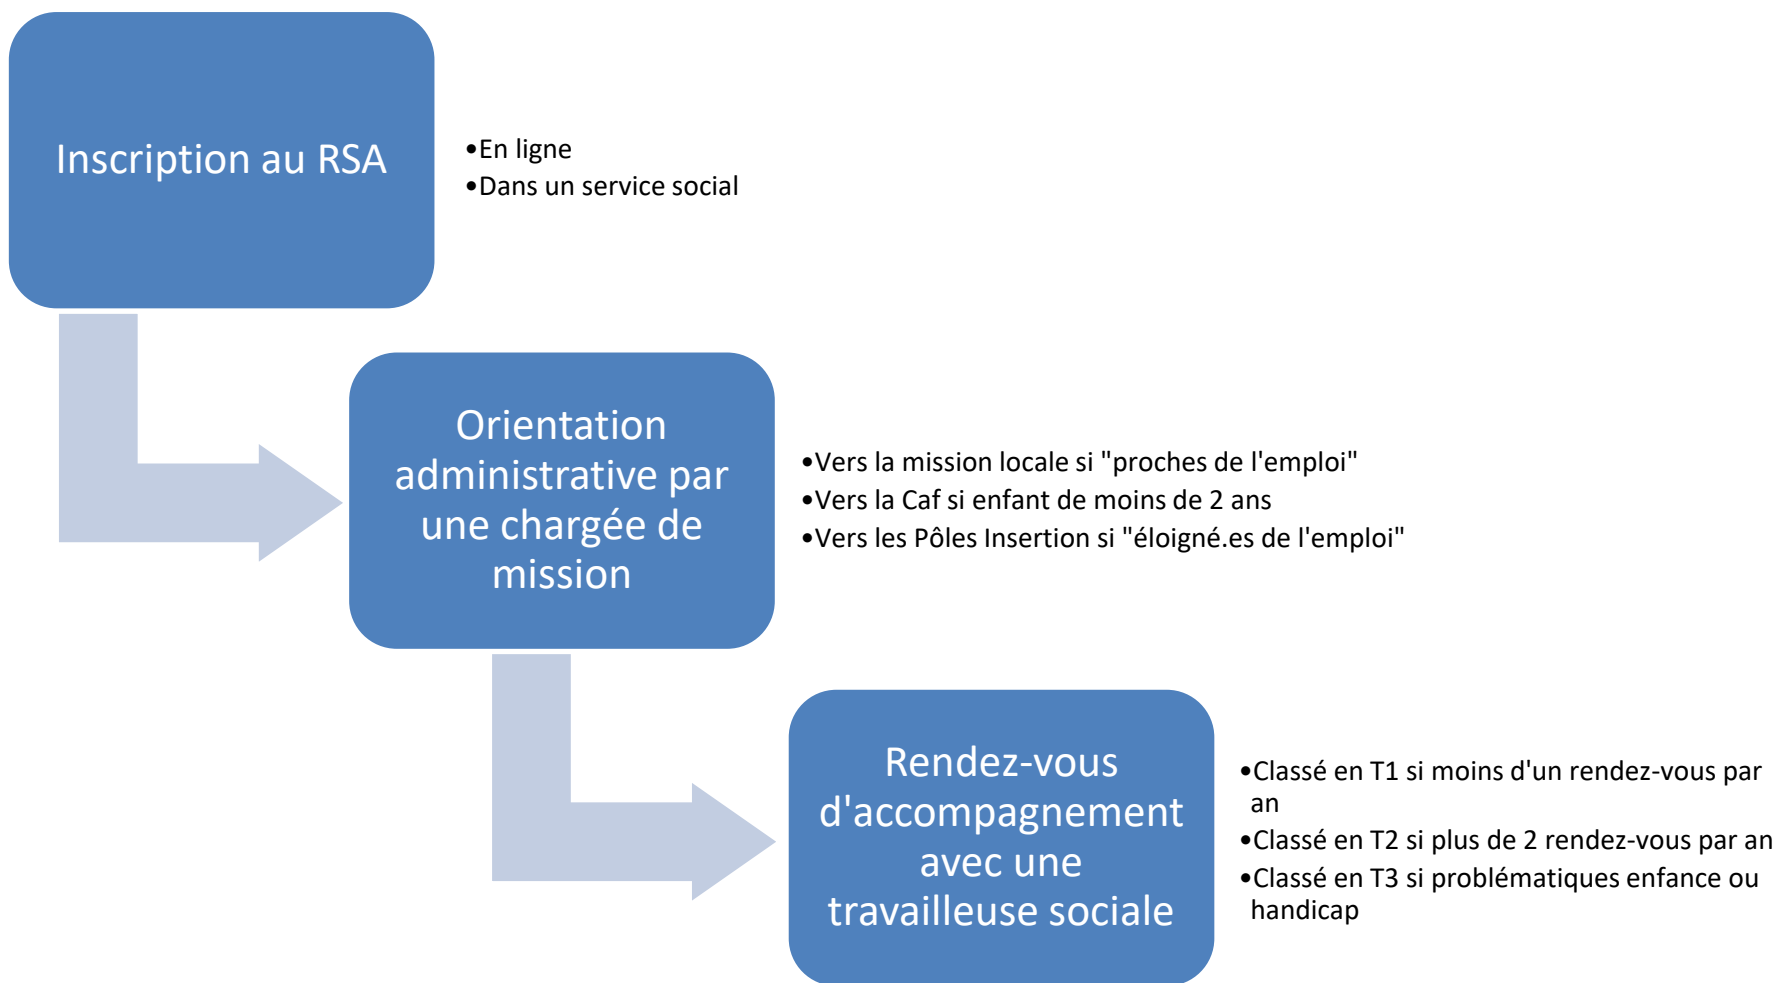 Inscription au RSA
•En ligne
•Dans un service social
Orientation
administrative par
une chargée de
mission
•Vers la mission locale si "proches de l'emploi"
•Vers la Caf si enfant de moins de 2 ans
•Vers les Pôles Insertion si "éloigné.es de l'emploi"
Rendez-vous
d'accompagnement
avec une
travailleuse sociale
•Classé en T1 si moins d'un rendez-vous par
an
•Classé en T2 si plus de 2 rendez-vous par an
•Classé en T3 si problématiques enfance ou
handicap